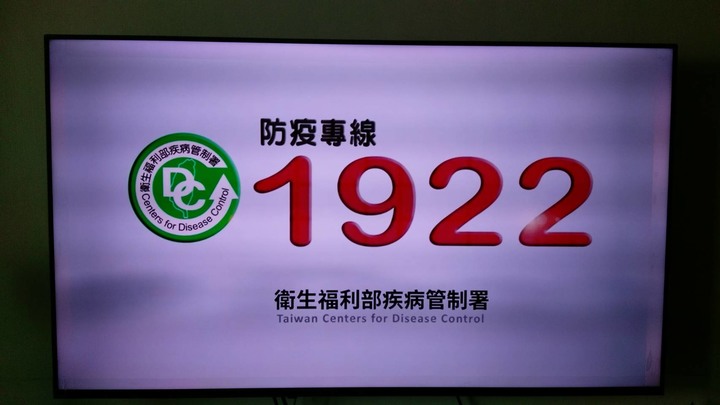 防疫專線
1922
衛生福利部疾病管制署
CDC
Centers for Disease Control
衛生福利部疾病管制署
Taiwan Centers for Disease Control